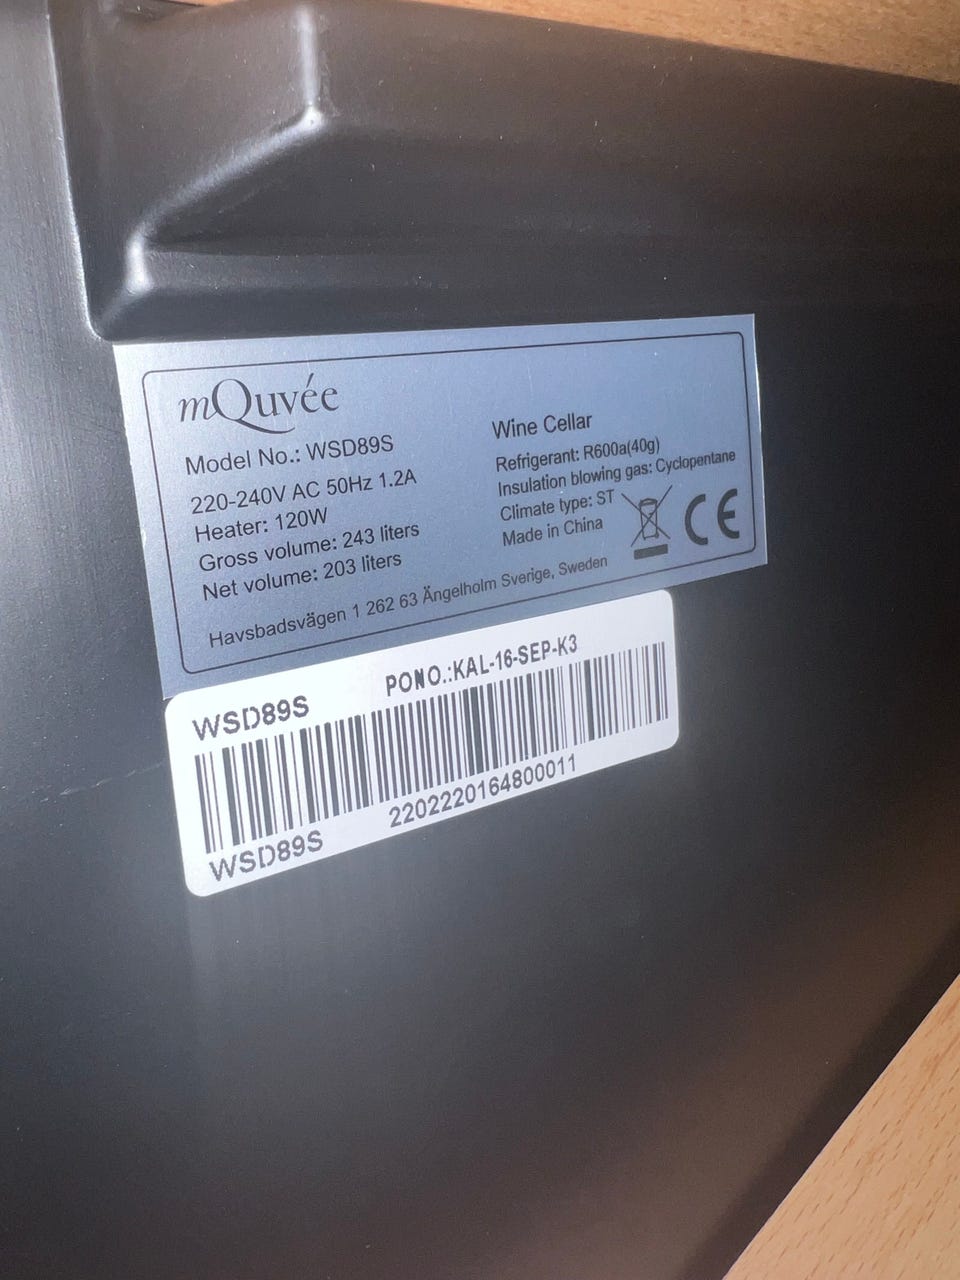 mQuvée
Model No.: WSD89S
220-240V AC 50Hz 1.2A
Heater: 120W
Gross volume: 243 liters
Net volume: 203 liters
Wine Cellar
Refrigerant: R600a(40g)
Insulation blowing gas: Cyclopentane
Climate type: ST
Made in China
CE
Havsbadsvägen 1 262 63 Ängelholm Sverige, Sweden
WSD89S PONO.:KAL-16-SEP-K3
WSD89S 2202220164800011